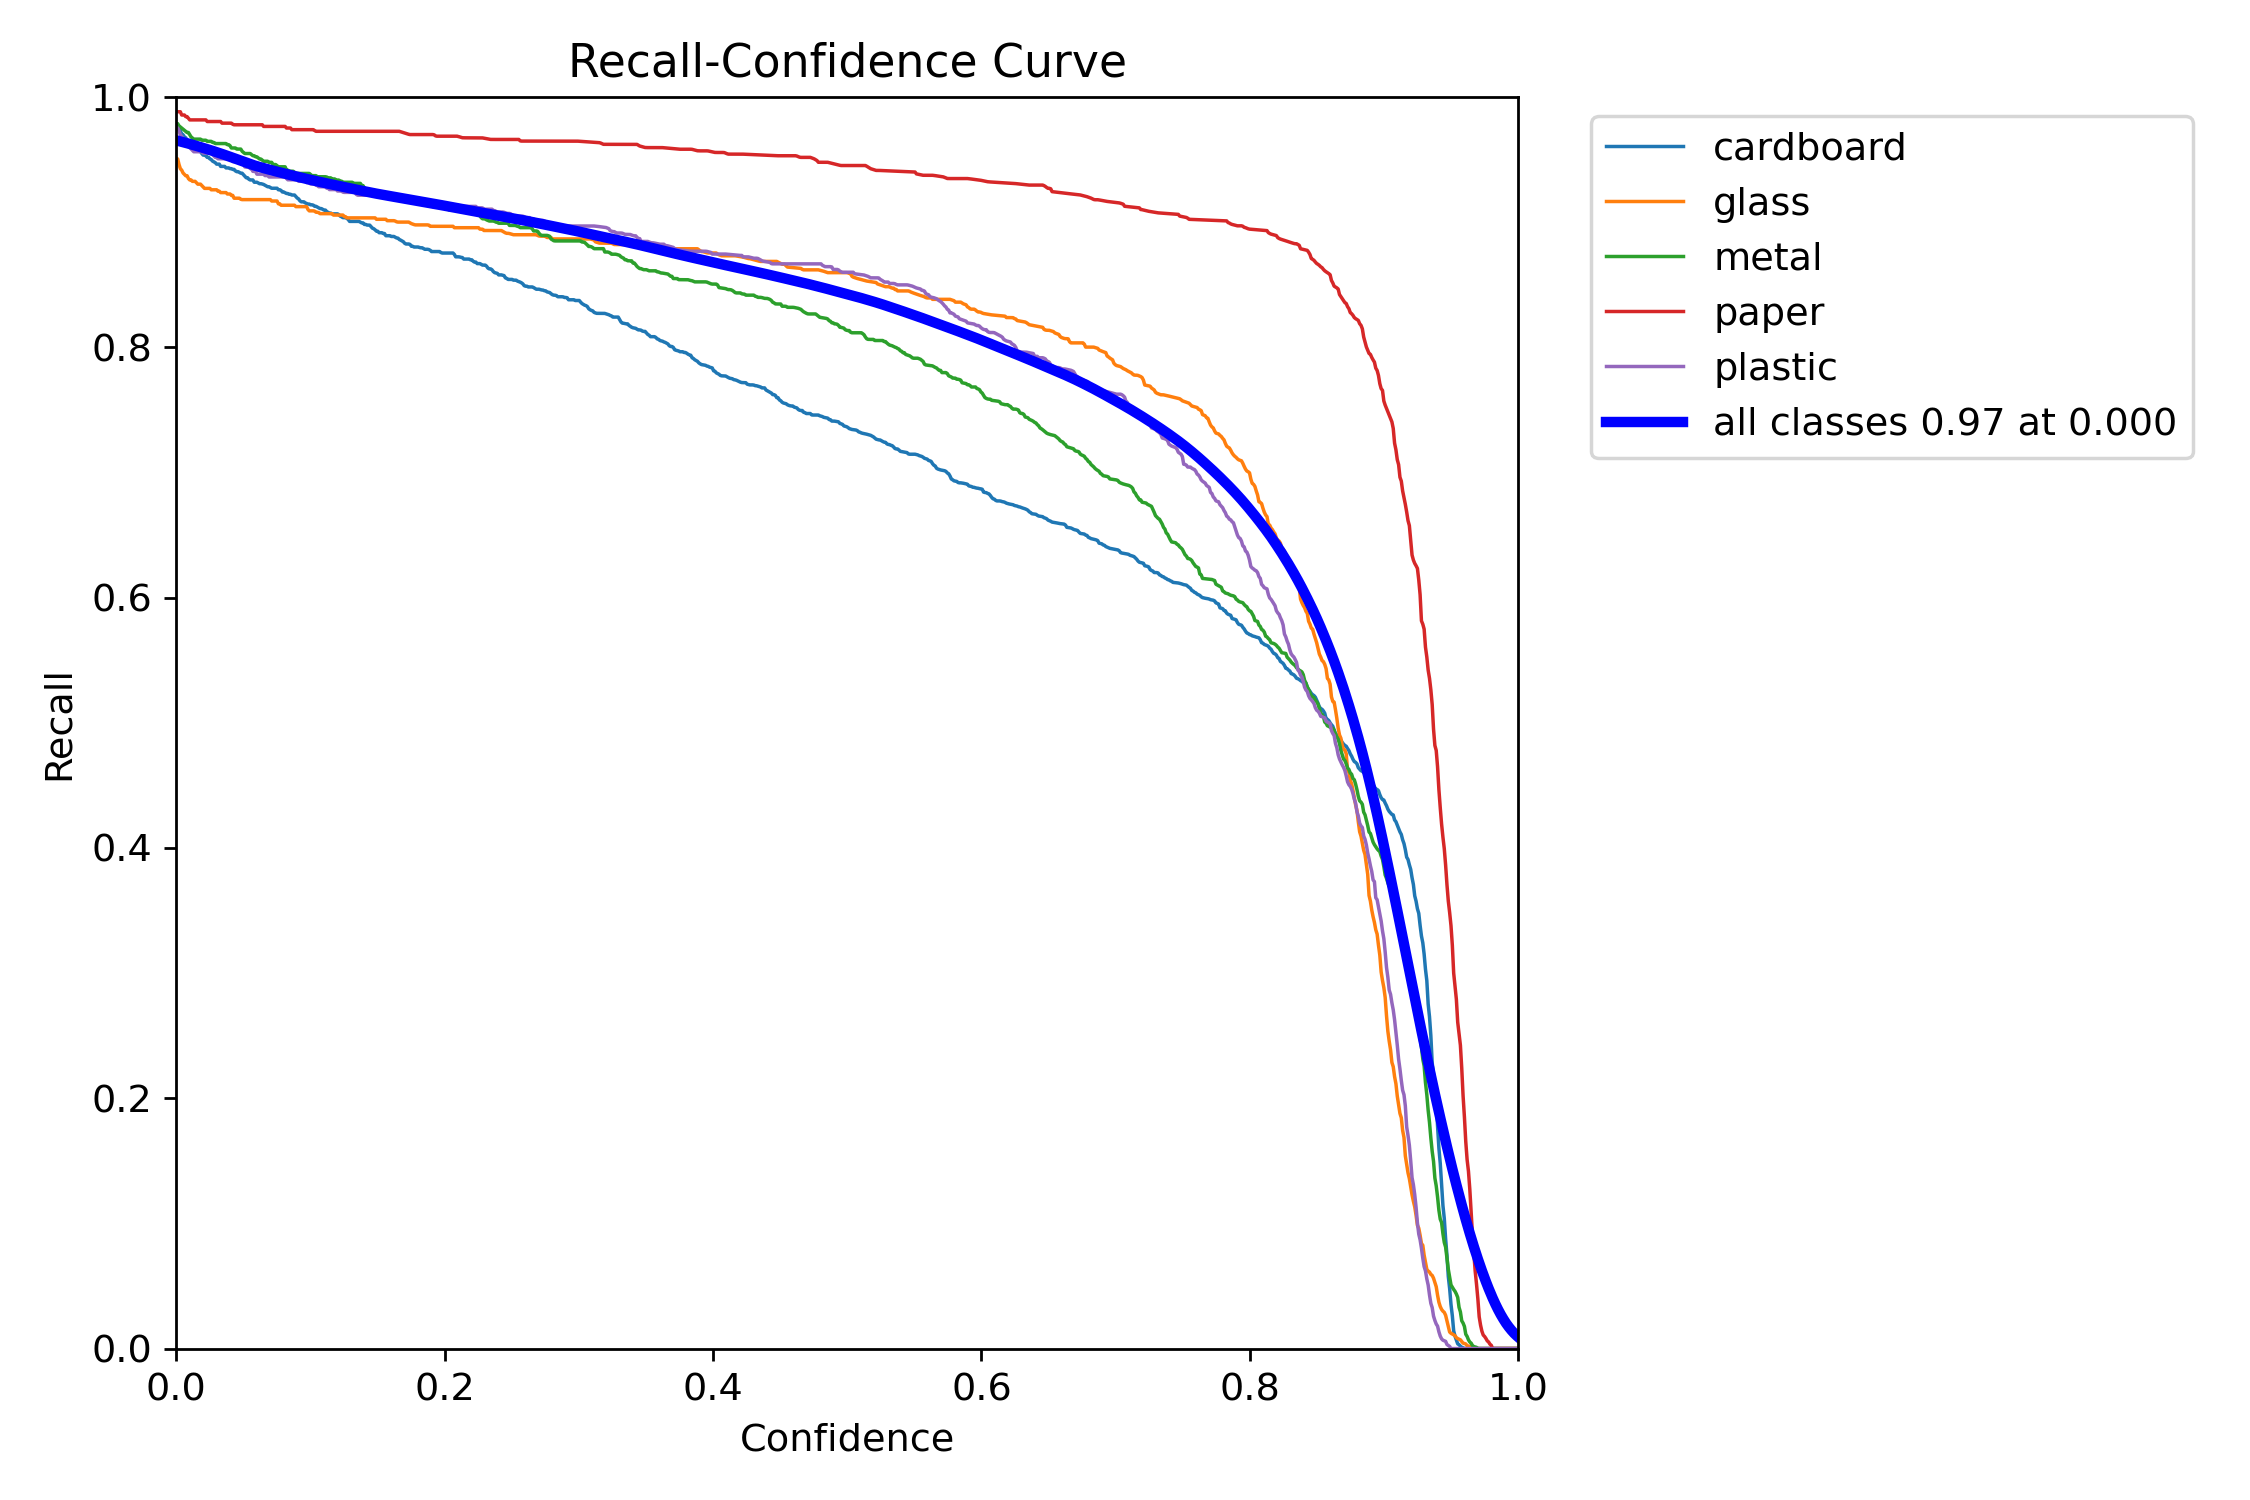 Recall-Confidence Curve
1.0
0.8
0.6
0.4
0.2
0.0
Recall
0.0 0.2 0.4 0.6 0.8 1.0
Confidence
cardboard
glass
metal
paper
plastic
all classes 0.97 at 0.000